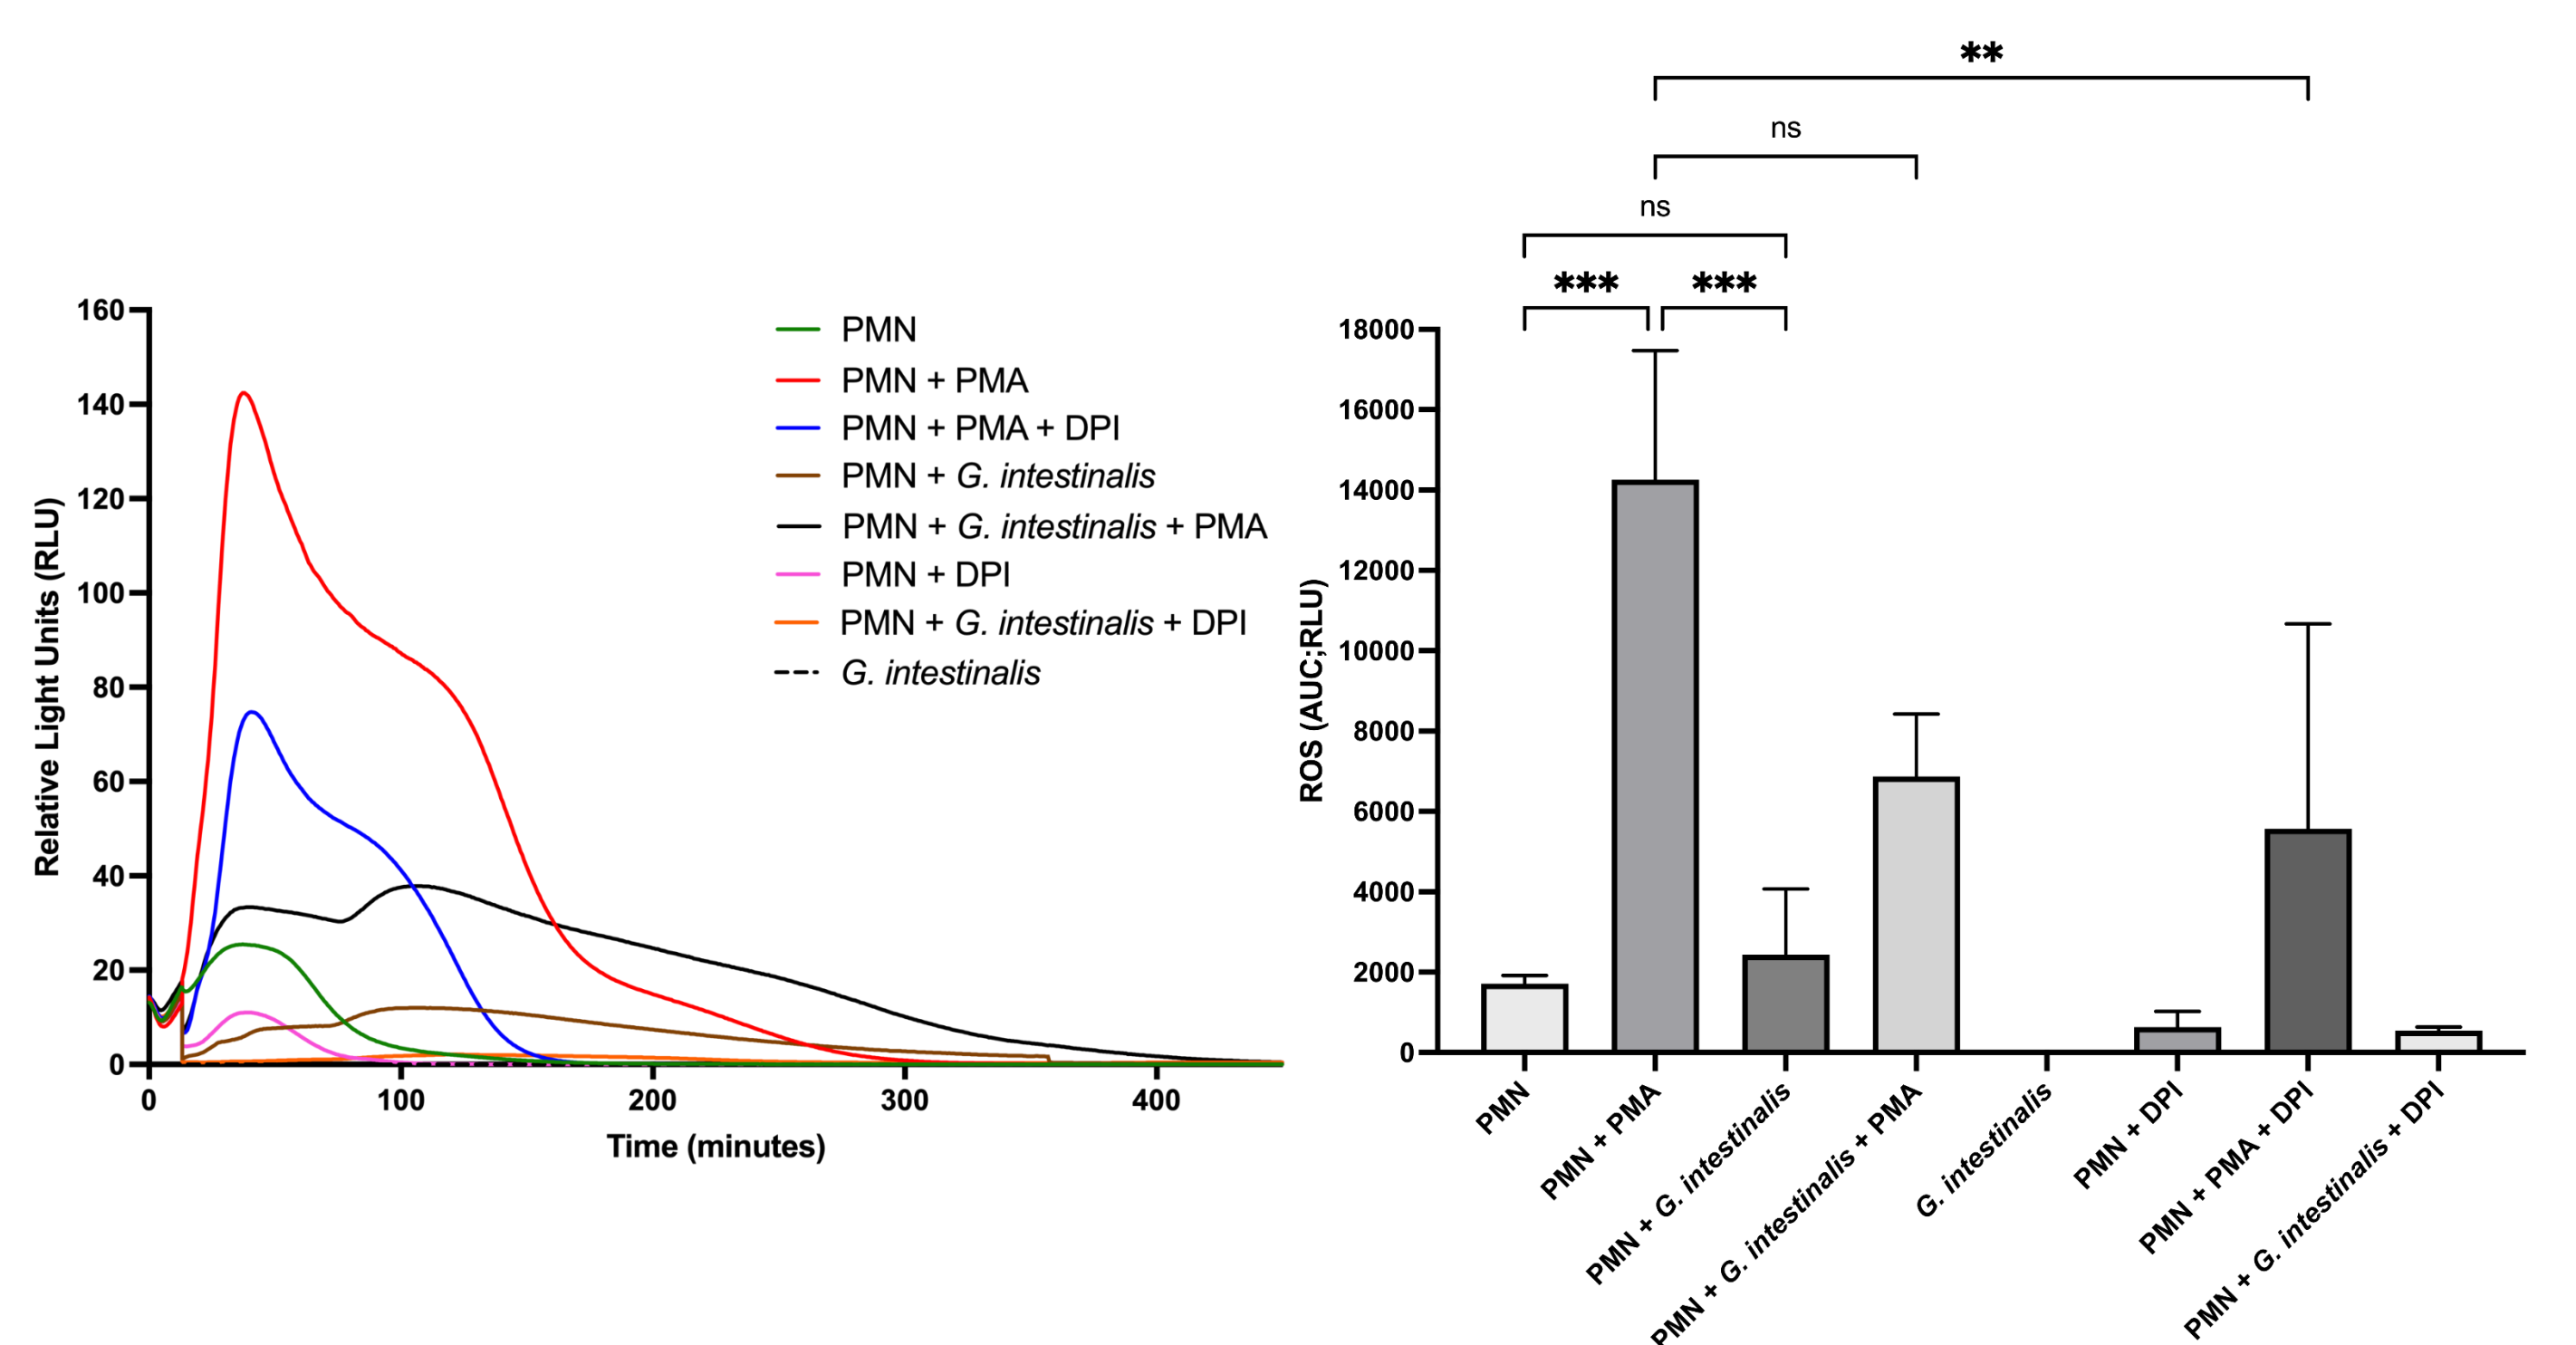 160
140
120
100
80
60
40
20
0
Relative Light Units (RLU)
0 100 200 300 400
Time (minutes)
PMN
PMN + PMA
PMN + PMA + DPI
PMN + G. intestinalis
PMN + G. intestinalis + PMA
PMN + DPI
PMN + G. intestinalis + DPI
G. intestinalis
**
ns
ns
*** ***
18000
16000
14000
12000
10000
8000
6000
4000
2000
0
ROS (AUC;RLU)
PMN
PMN + PMA
PMN + G. intestinalis
PMN + G. intestinalis + PMA
G. intestinalis
PMN + DPI
PMN + PMA + DPI
PMN + G. intestinalis + DPI